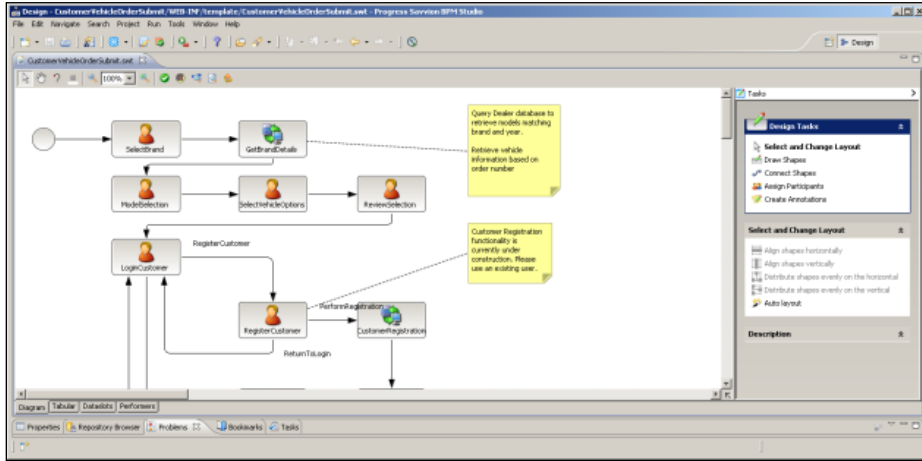 Design - CustomerVehicleOrderSubmit/WEB-INF/template/CustomerVehicleOrderSubmit.swt - Progress Savvion BPM Studio
File Edit Navigate Search Project Run Tools Window Help
Design
CustomerVehicleOrderSubmit.swt
100%
Tasks
Query Dealer database to
retrieve models matching
brand and year.
Retrieve vehicle
information based on
order number
SelectBrand
GetBrandDetails
ModelSelection
SelectVehicleOptions
ReviewSelection
Customer Registration
functionality is
currently under
construction. Please
use an existing user.
RegisterCustomer
LoginCustomer
PerformRegistration
RegisterCustomer
CustomerRegistration
ReturnToLogin
Design Tasks
Select and Change Layout
Draw Shapes
Connect Shapes
Assign Participants
Create Annotations
Select and Change Layout
Align shapes horizontally
Align shapes vertically
Distribute shapes evenly on the horizontal
Distribute shapes evenly on the vertical
Auto layout
Description
Diagram Tabular Dataslots Performers
Properties Repository Browser Problems Bookmarks Tasks